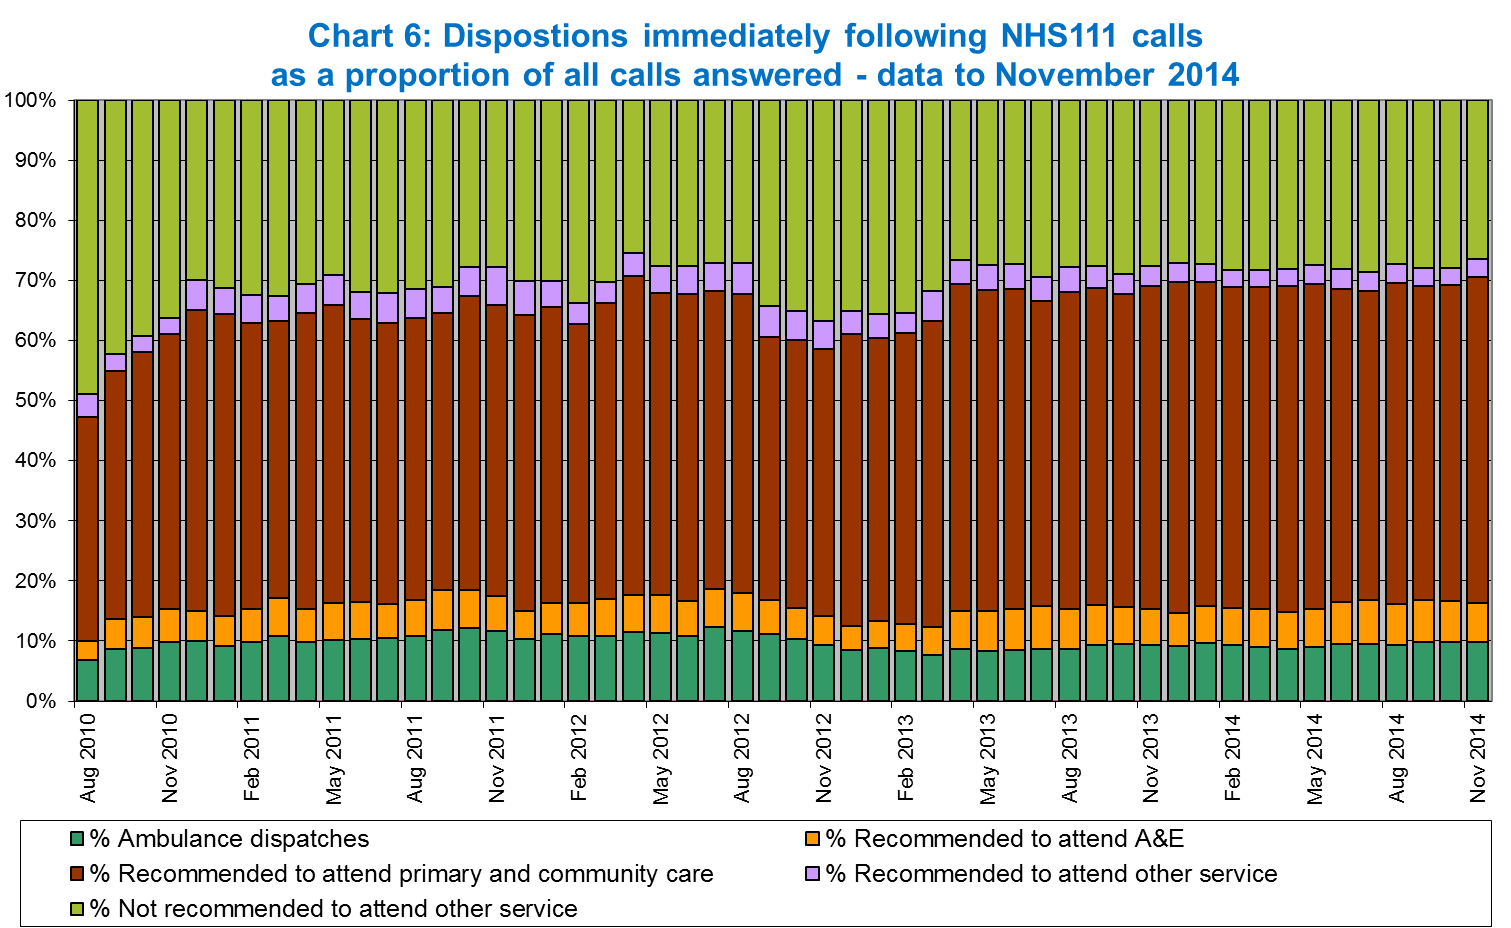 Chart 6: Dispostions immediately following NHS111 calls
as a proportion of all calls answered - data to November 2014
100%
90%
80%
70%
60%
50%
40%
30%
20%
10%
0%
Aug 2010
Nov 2010
Feb 2011
May 2011
Aug 2011
Nov 2011
Feb 2012
May 2012
Aug 2012
Nov 2012
Feb 2013
May 2013
Aug 2013
Nov 2013
Feb 2014
May 2014
Aug 2014
Nov 2014
% Ambulance dispatches
% Recommended to attend A&E
% Recommended to attend primary and community care
% Recommended to attend other service
% Not recommended to attend other service